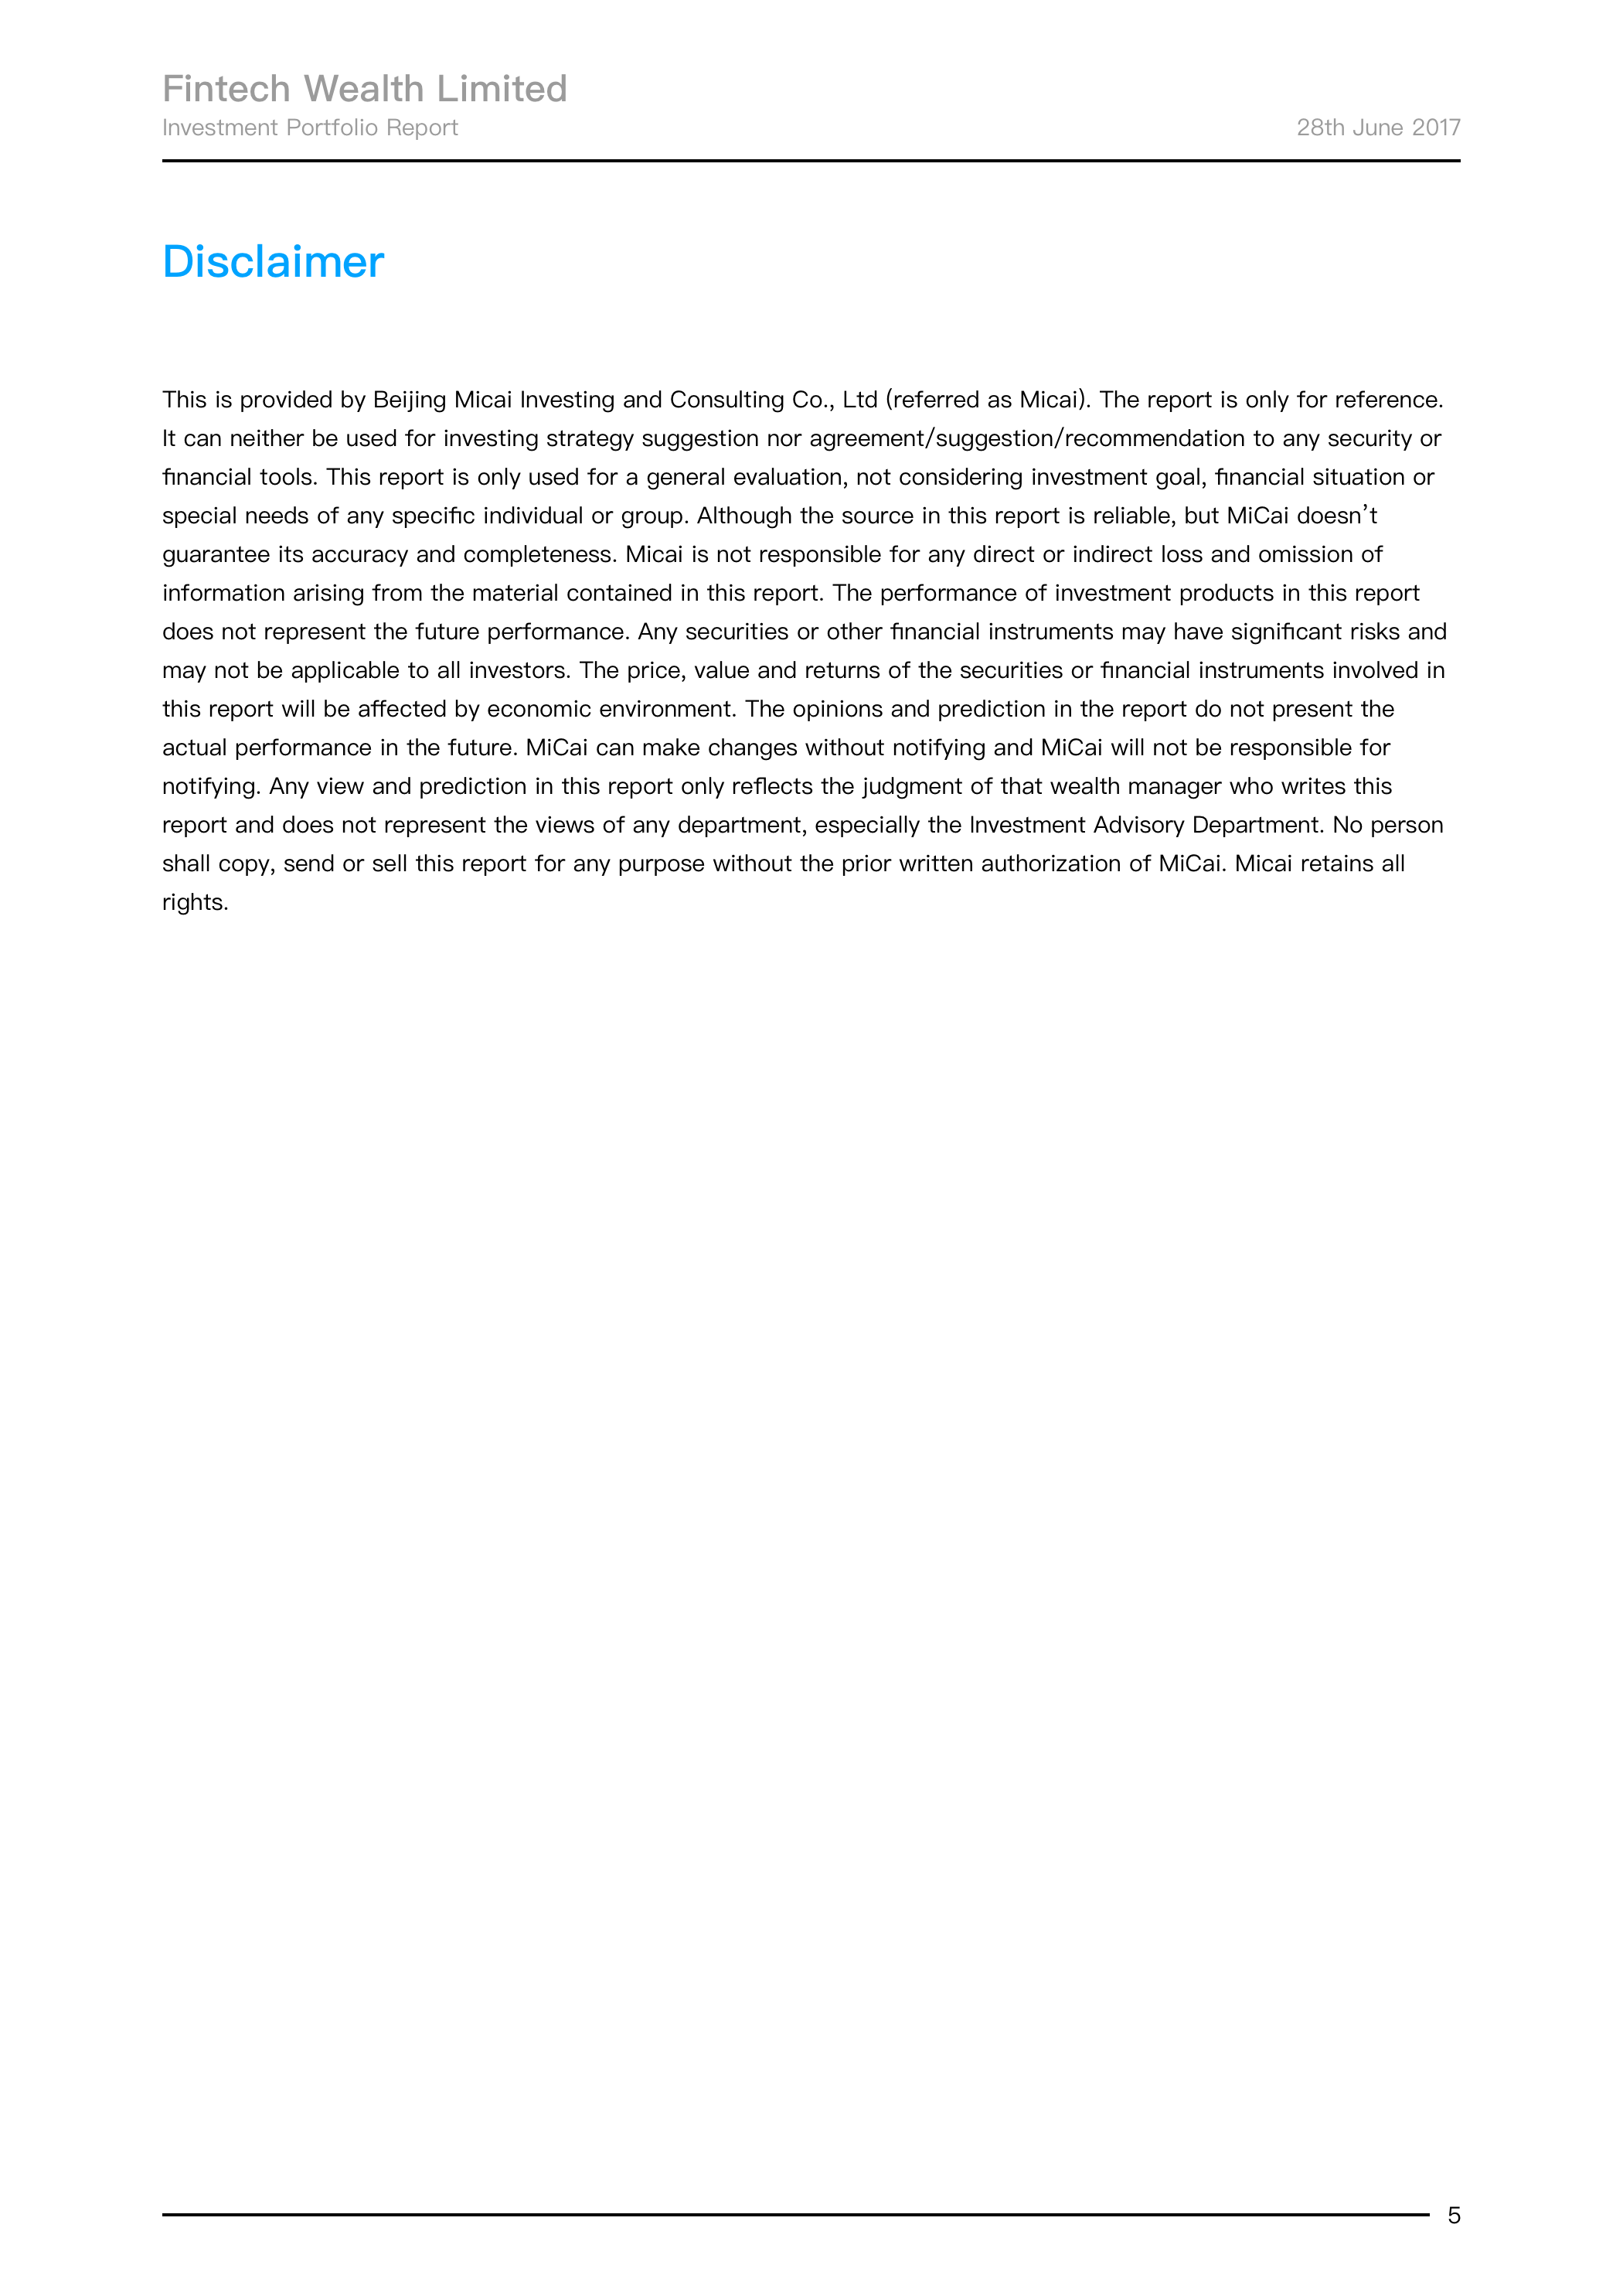 Fintech Wealth Limited
Investment Portfolio Report
28th June 2017
Disclaimer
This is provided by Beijing Micai Investing and Consulting Co., Ltd (referred as Micai). The report is only for reference.
It can neither be used for investing strategy suggestion nor agreement/suggestion/recommendation to any security or
financial tools. This report is only used for a general evaluation, not considering investment goal, financial situation or
special needs of any specific individual or group. Although the source in this report is reliable, but MiCai doesn’t
guarantee its accuracy and completeness. Micai is not responsible for any direct or indirect loss and omission of
information arising from the material contained in this report. The performance of investment products in this report
does not represent the future performance. Any securities or other financial instruments may have significant risks and
may not be applicable to all investors. The price, value and returns of the securities or financial instruments involved in
this report will be affected by economic environment. The opinions and prediction in the report do not present the
actual performance in the future. MiCai can make changes without notifying and MiCai will not be responsible for
notifying. Any view and prediction in this report only reflects the judgment of that wealth manager who writes this
report and does not represent the views of any department, especially the Investment Advisory Department. No person
shall copy, send or sell this report for any purpose without the prior written authorization of MiCai. Micai retains all
rights.
5